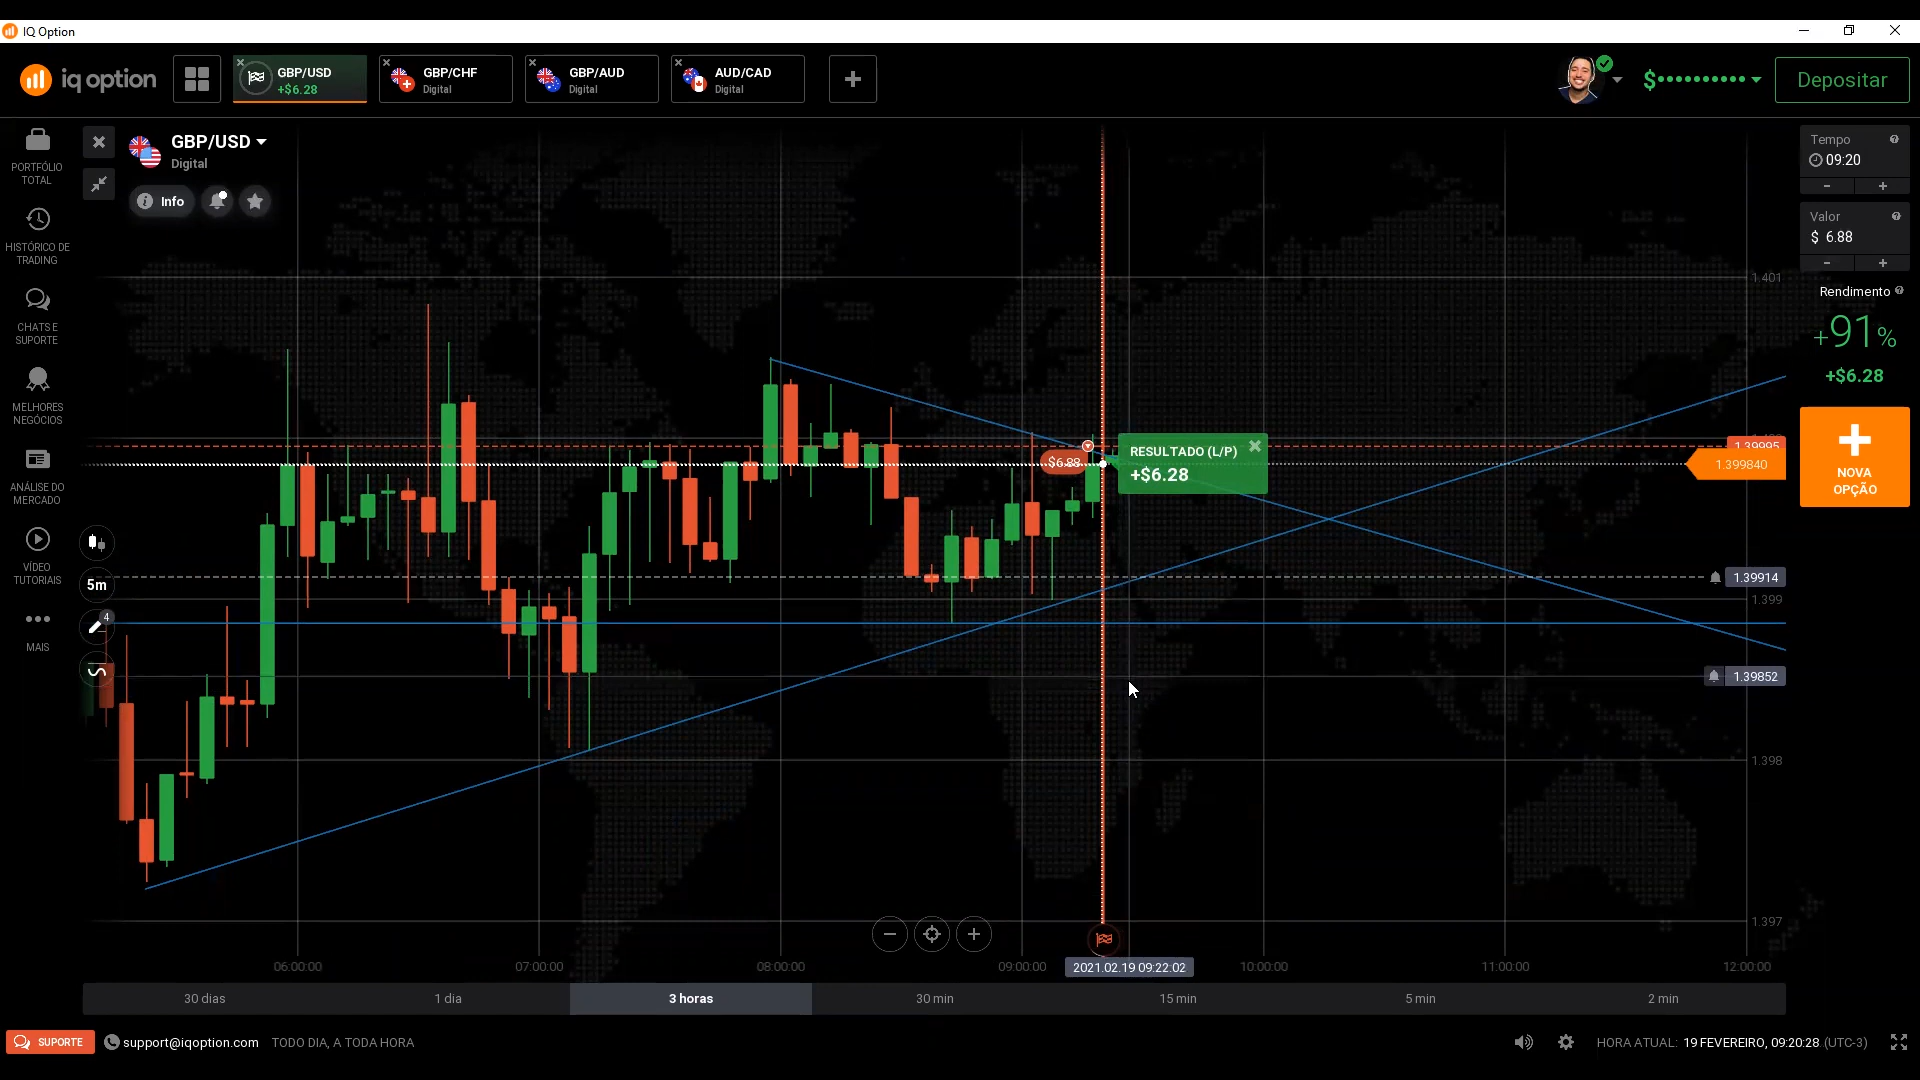 IQ Option
iq option
GBP/USD
+$6.28
GBP/CHF
Digital
GBP/AUD
Digital
AUD/CAD
Digital
$
Depositar
PORTFÓLIO
TOTAL
HISTÓRICO DE
TRADING
CHATS E
SUPORTE
MELHORES
NEGÓCIOS
ANÁLISE DO
MERCADO
VÍDEO
TUTORIAIS
MAIS
GBP/USD
Digital
Info
5m
4
$6.88
RESULTADO (L/P)
+$6.28
1.401
1.39995
1.399840
1.39914
1.399
1.39852
1.398
1.397
Tempo
09:20
Valor
$ 6.88
Rendimento
+91%
+$6.28
NOVA
OPÇÃO
06:00:00
07:00:00
08:00:00
09:00:00
2021.02.19 09:22:02
10:00:00
11:00:00
12:00:00
30 dias
1 dia
3 horas
30 min
15 min
5 min
2 min
SUPORTE
support@iqoption.com
TODO DIA, A TODA HORA
HORA ATUAL: 19 FEVEREIRO, 09:20:28 (UTC-3)